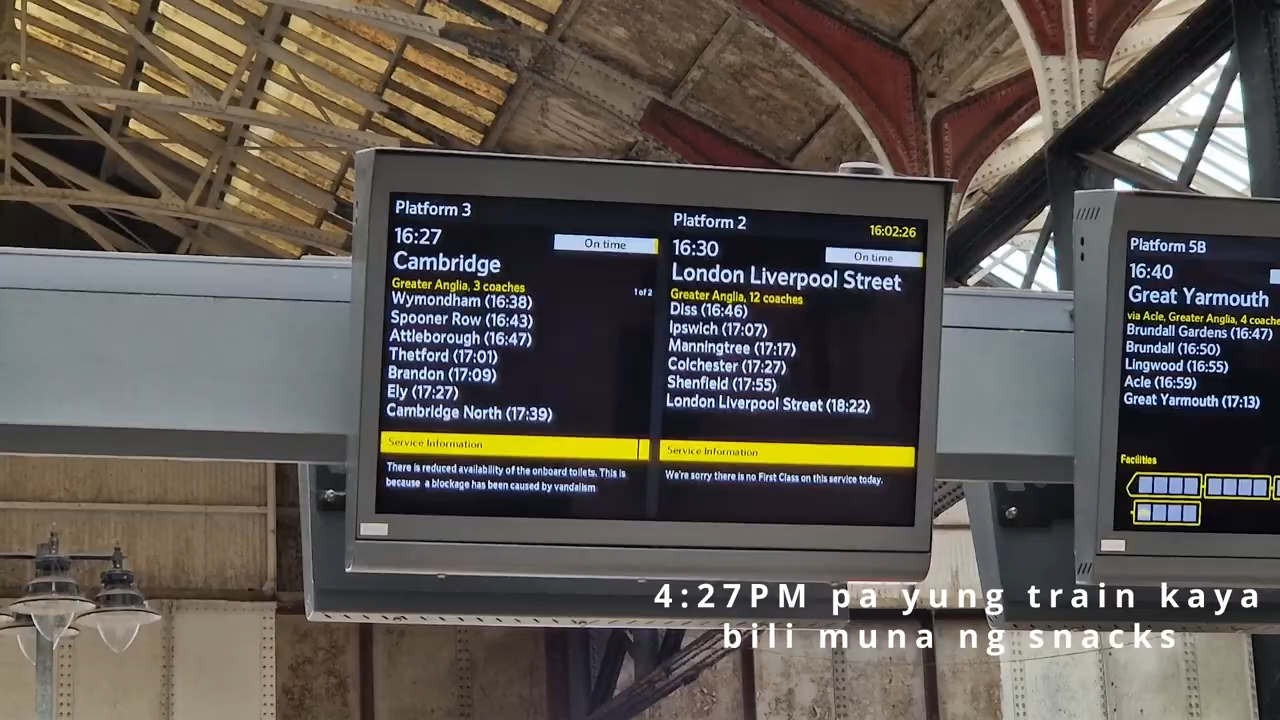 Platform 3
16:27
On time
Cambridge
Greater Anglia, 3 coaches
1 of 2
Wymondham (16:38)
Spooner Row (16:43)
Attleborough (16:47)
Thetford (17:01)
Brandon (17:09)
Ely (17:27)
Cambridge North (17:39)
Service Information
There is reduced availability of the onboard toilets. This is
because a blockage has been caused by vandalism
Platform 2
16:02:26
16:30
On time
London Liverpool Street
Greater Anglia, 12 coaches
Diss (16:46)
Ipswich (17:07)
Manningtree (17:17)
Colchester (17:27)
Shenfield (17:55)
London Liverpool Street (18:22)
Service Information
We're sorry there is no First Class on this service today.
Platform 5B
16:40
Great Yarmouth
via Acle, Greater Anglia, 4 coache
Brundall Gardens (16:47)
Brundall (16:50)
Lingwood (16:55)
Acle (16:59)
Great Yarmouth (17:13)
Facilities
4:27PM pa yung train kaya
bili muna ng snacks